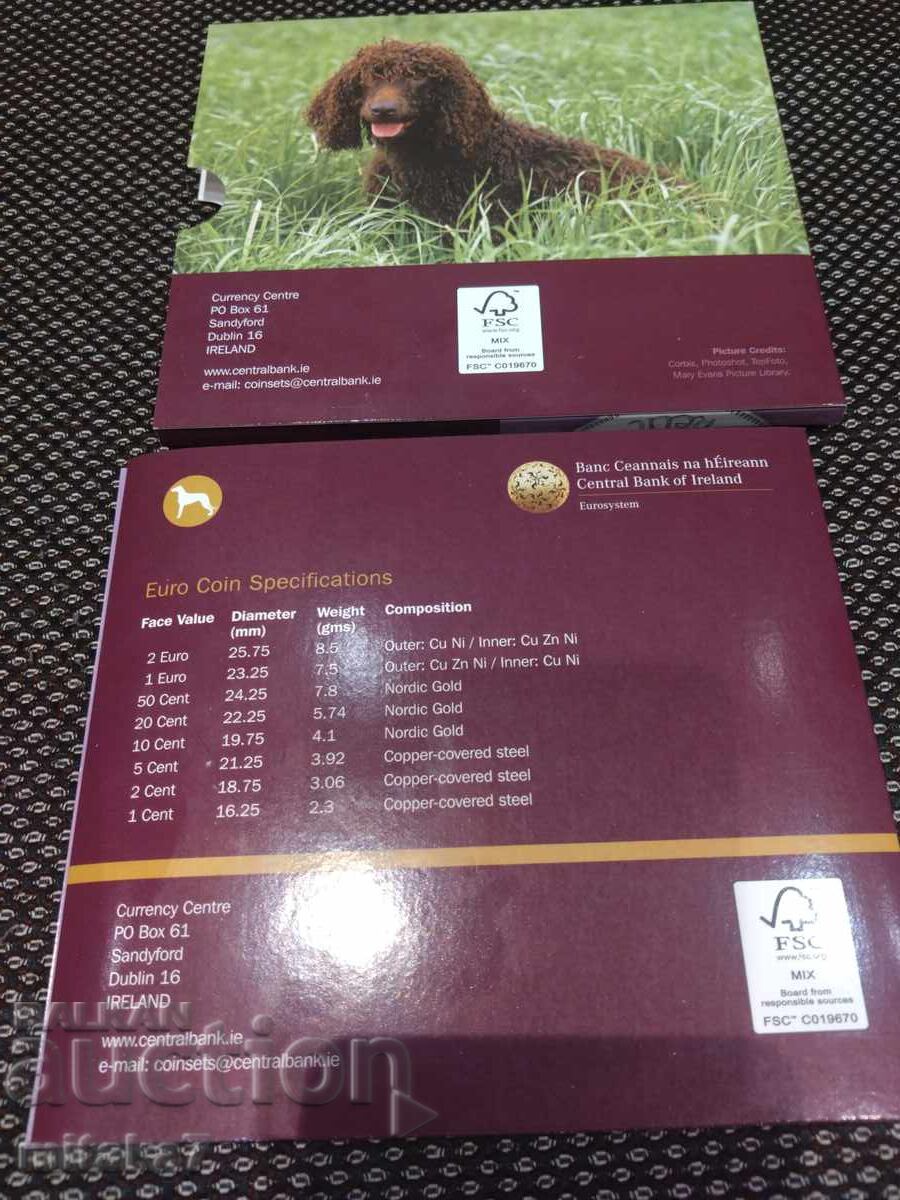 Currency Centre
PO Box 61
Sandyford
Dublin 16
IRELAND
www.centralbank.ie
e-mail: coinsets@centralbank.ie
FSC
www.fsc.org
MIX
Board from
responsible sources
FSC™ C019670
Picture Credits:
Corbis, Photoshot, TopFoto,
Mary Evans Picture Library.
Banc Ceannais na hÉireann
Central Bank of Ireland
Eurosystem
Euro Coin Specifications
Face Value Diameter (mm) Weight (gms) Composition
2 Euro 25.75 8.5 Outer: Cu Ni / Inner: Cu Zn Ni
1 Euro 23.25 7.5 Outer: Cu Zn Ni / Inner: Cu Ni
50 Cent 24.25 7.8 Nordic Gold
20 Cent 22.25 5.74 Nordic Gold
10 Cent 19.75 4.1 Nordic Gold
5 Cent 21.25 3.92 Copper-covered steel
2 Cent 18.75 3.06 Copper-covered steel
1 Cent 16.25 2.3 Copper-covered steel
Currency Centre
PO Box 61
Sandyford
Dublin 16
IRELAND
www.centralbank.ie
e-mail: coinsets@centralbank.ie
FSC
www.fsc.org
MIX
Board from
responsible sources
FSC™ C019670
BALKAN
auction
mitaka7